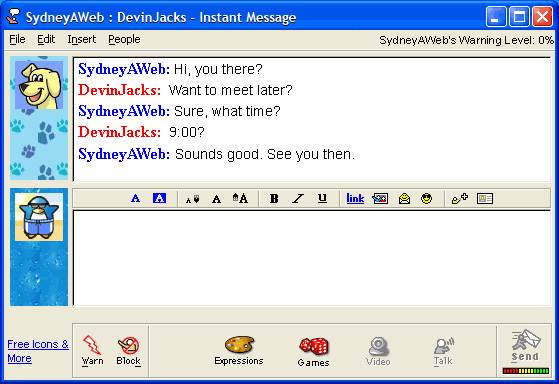 SydneyAWeb : DevinJacks - Instant Message
File Edit Insert People SydneyAWeb's Warning Level: 0%
SydneyAWeb: Hi, you there?
DevinJacks: Want to meet later?
SydneyAWeb: Sure, what time?
DevinJacks: 9:00?
SydneyAWeb: Sounds good. See you then.
A A A A A B I U link
Free Icons &
More
Warn Block Expressions Games Video Talk Send